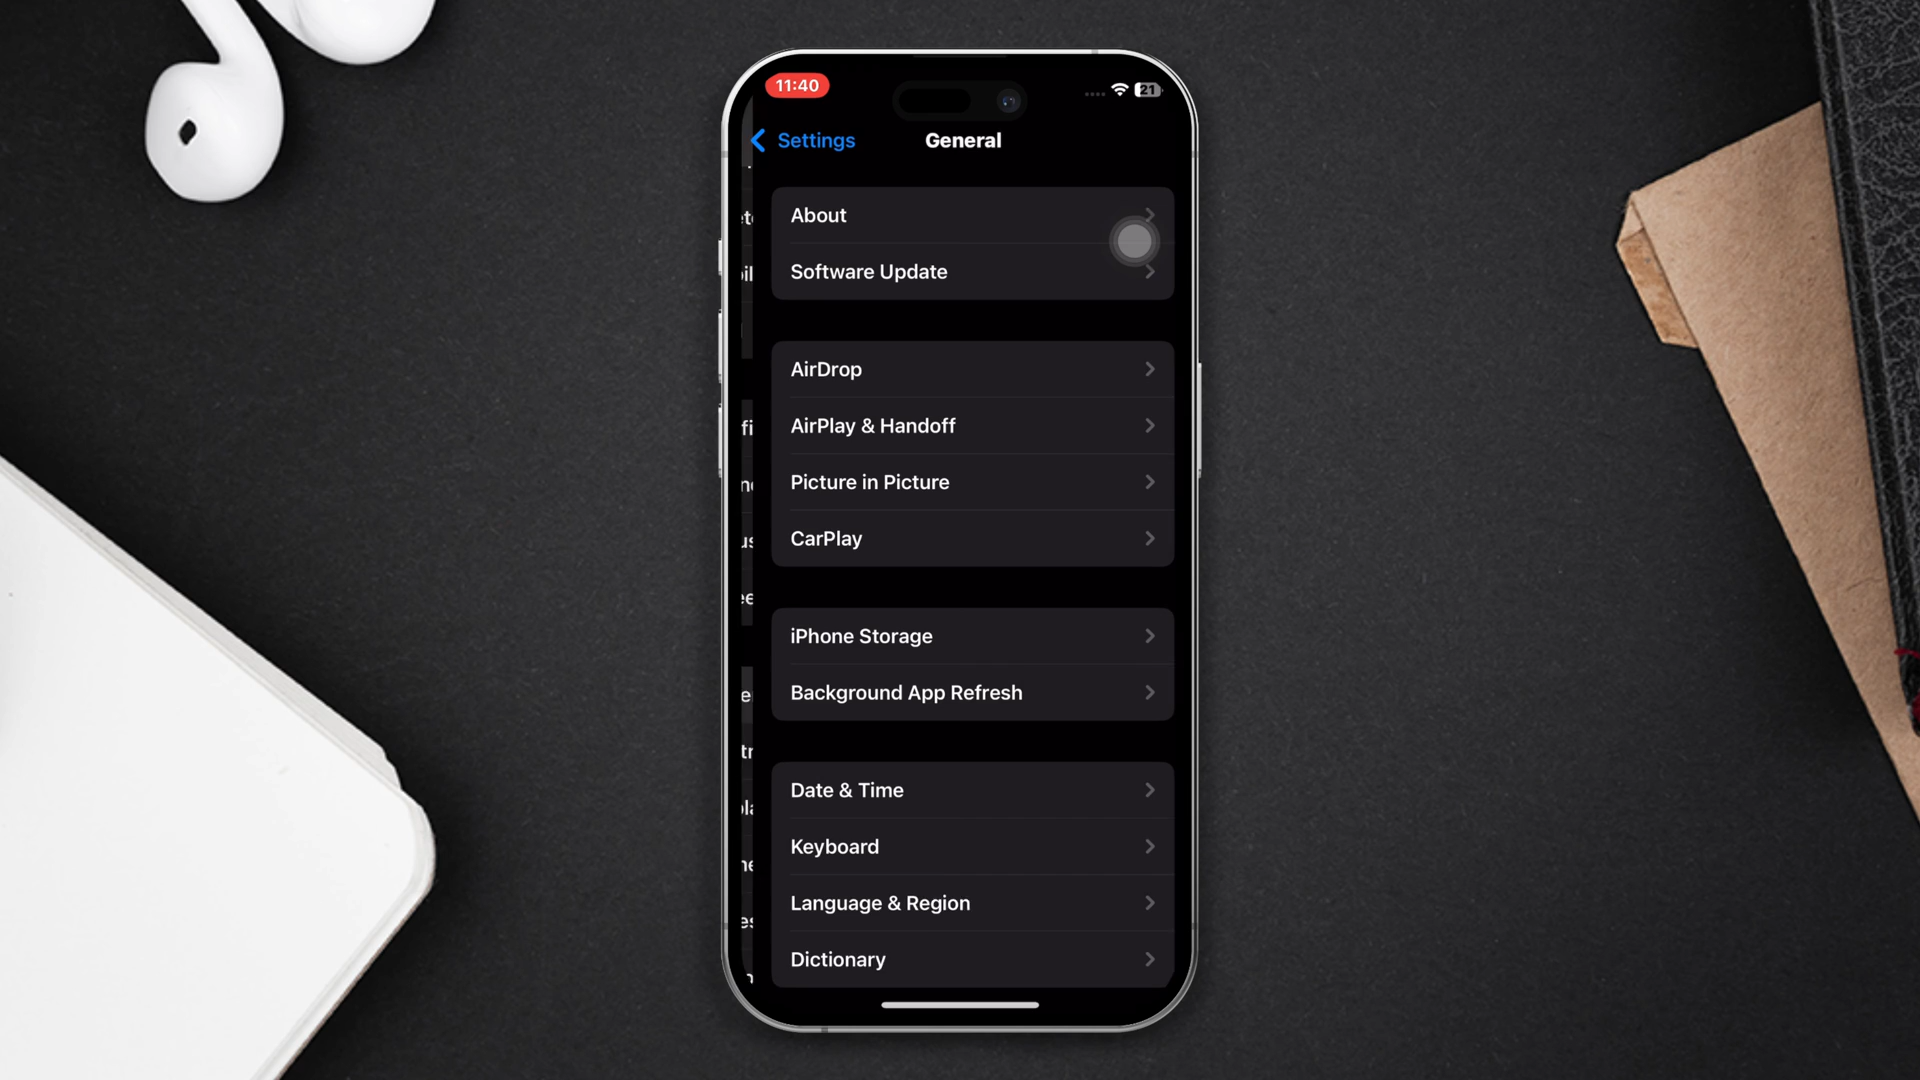 11:40
21
Settings
General
About
Software Update
AirDrop
AirPlay & Handoff
Picture in Picture
CarPlay
iPhone Storage
Background App Refresh
Date & Time
Keyboard
Language & Region
Dictionary